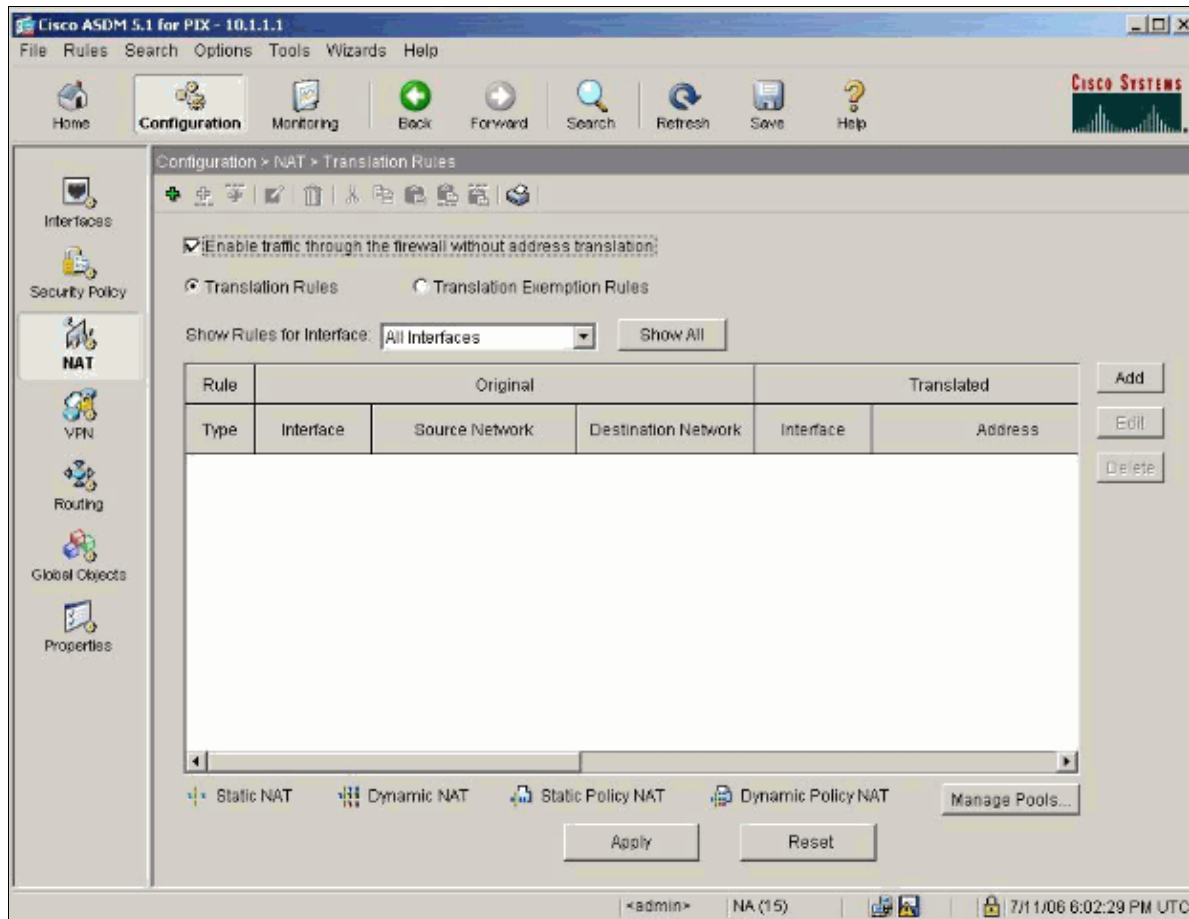 Cisco ASDM 5.1 for PIX - 10.1.1.1
File Rules Search Options Tools Wizards Help
Home Configuration Monitoring Back Forward Search Refresh Save Help
CISCO SYSTEMS
Configuration > NAT > Translation Rules
Interfaces
Security Policy
NAT
VPN
Routing
Global Objects
Properties
Enable traffic through the firewall without address translation
Translation Rules Translation Exemption Rules
Show Rules for Interface: All Interfaces Show All
Rule Original Translated
Type Interface Source Network Destination Network Interface Address
Add
Edit
Delete
Static NAT Dynamic NAT Static Policy NAT Dynamic Policy NAT Manage Pools...
Apply Reset
<admin> NA (15) 7/11/06 6:02:29 PM UTC